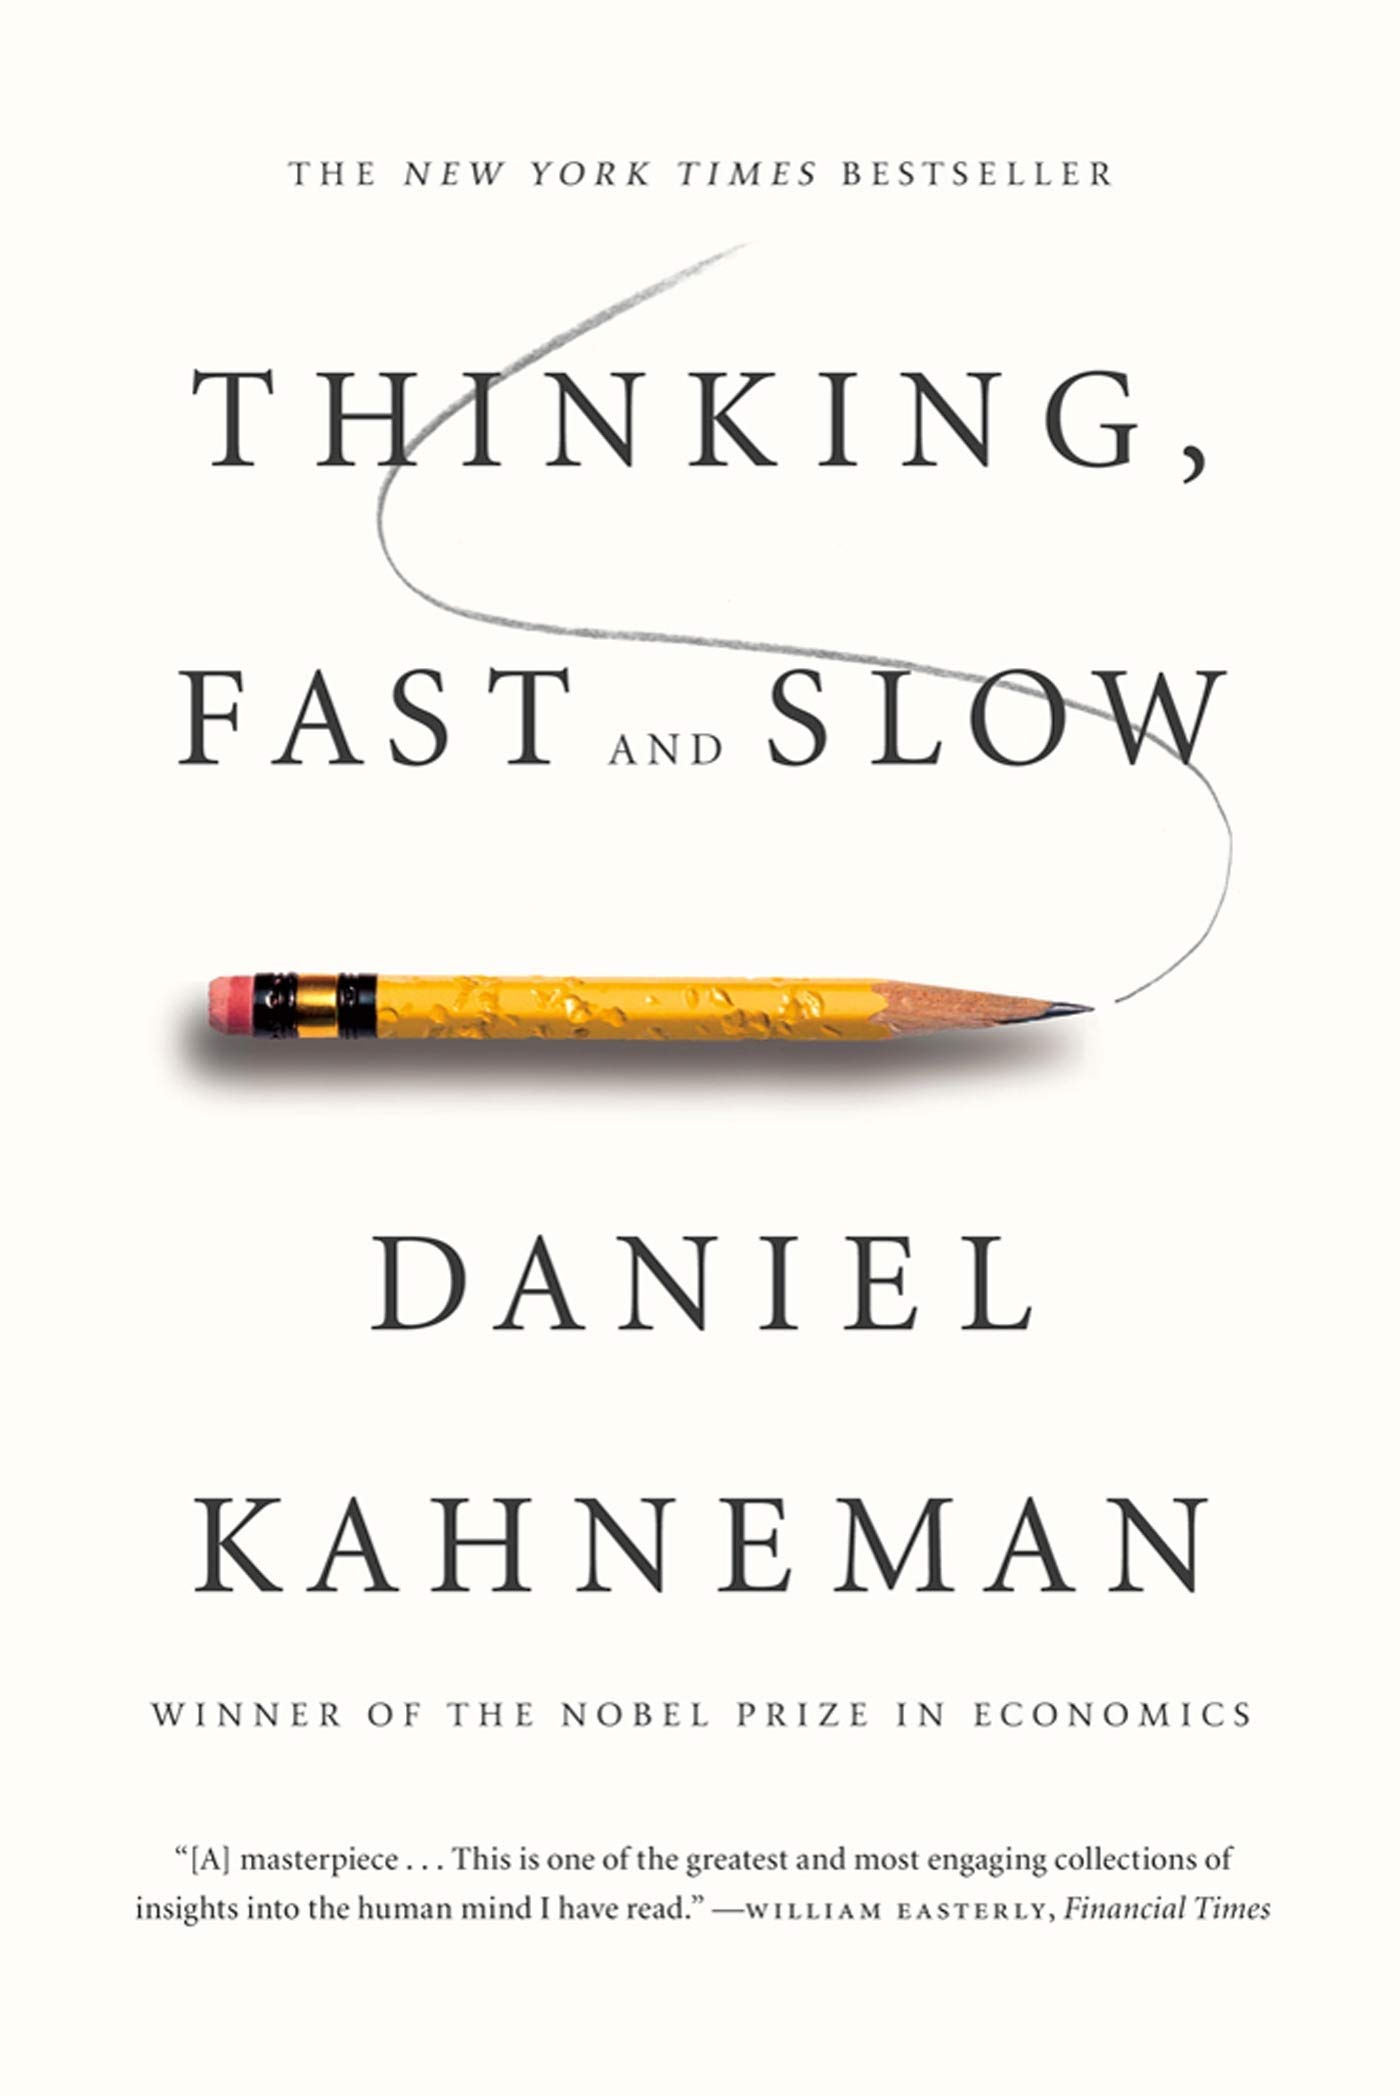 THE NEW YORK TIMES BESTSELLER
THINKING,
FAST AND SLOW
DANIEL
KAHNEMAN
WINNER OF THE NOBEL PRIZE IN ECONOMICS
“[A] masterpiece . . . This is one of the greatest and most engaging collections of
insights into the human mind I have read.” —WILLIAM EASTERLY, Financial Times